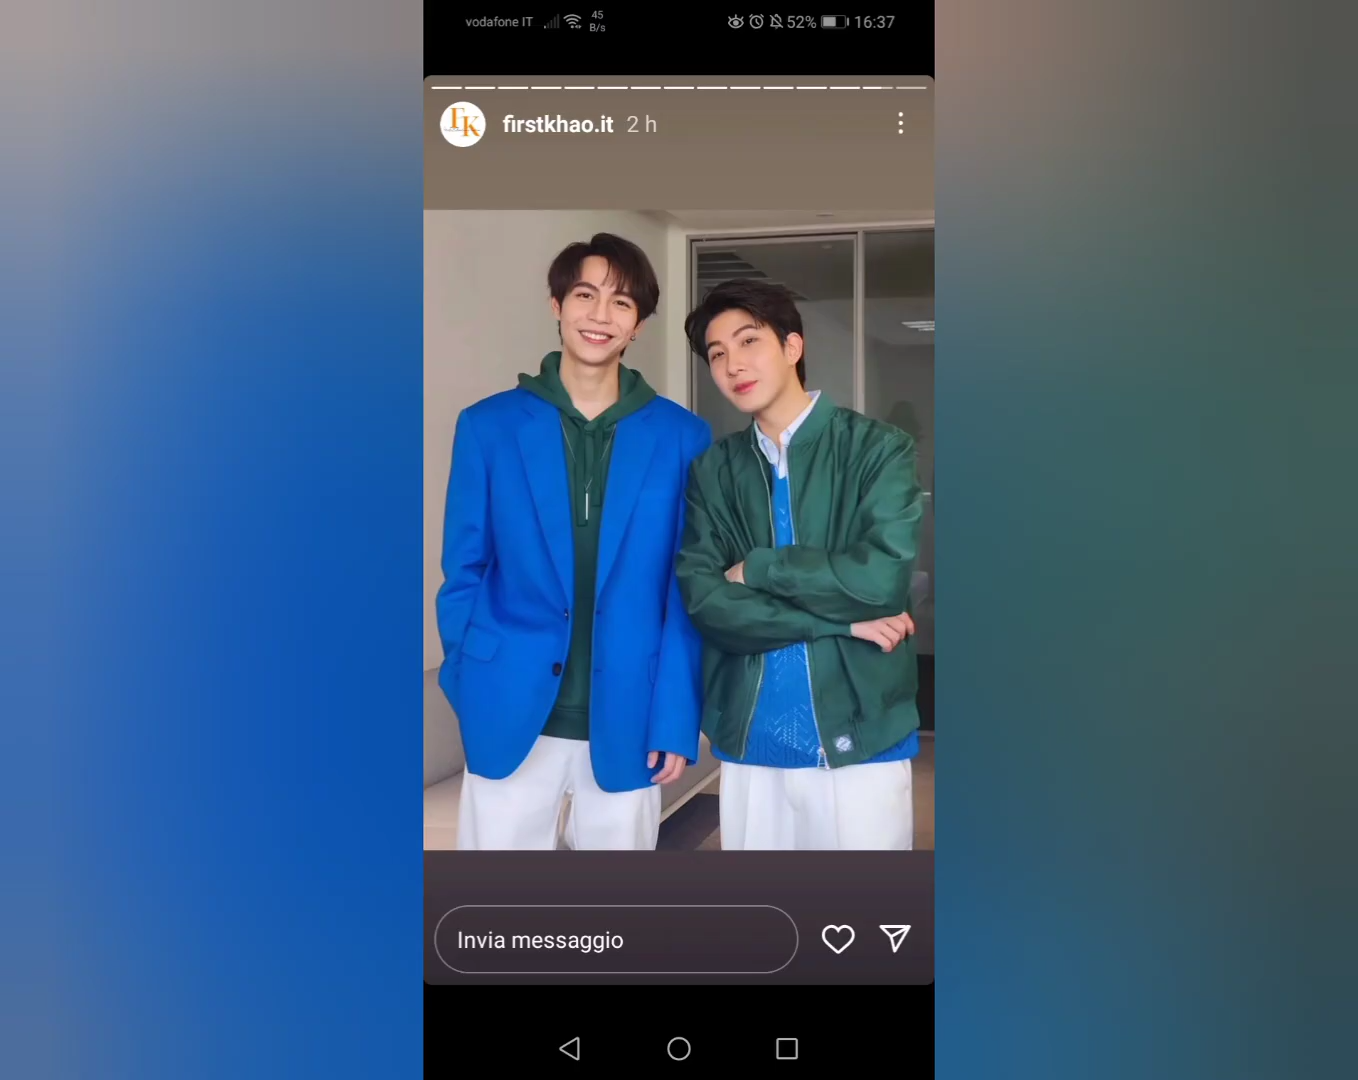 vodafone IT 45 B/s 52% 16:37
FK
firstkhao.it 2 h
Invia messaggio